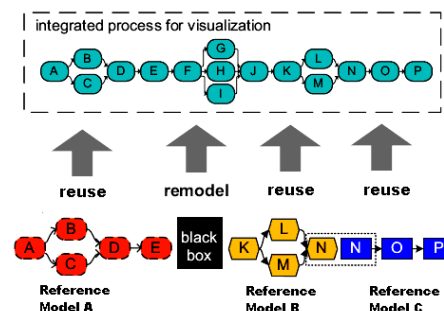 integrated process for visualization
G
B L
A D E F H J K N O P
C M
I
reuse remodel reuse reuse
B L
A D E black box K N N O P
C M
Reference Model A
Reference Model B
Reference Model C